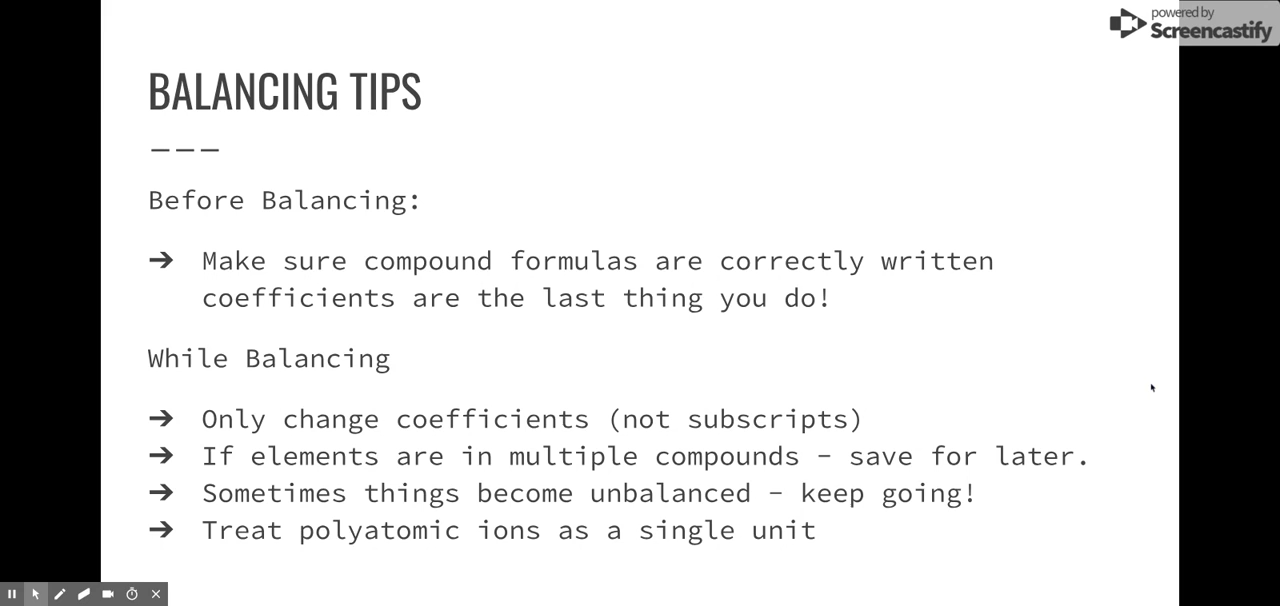 powered by
Screencastify
BALANCING TIPS
Before Balancing:
➔ Make sure compound formulas are correctly written
coefficients are the last thing you do!
While Balancing
➔ Only change coefficients (not subscripts)
➔ If elements are in multiple compounds - save for later.
➔ Sometimes things become unbalanced - keep going!
➔ Treat polyatomic ions as a single unit